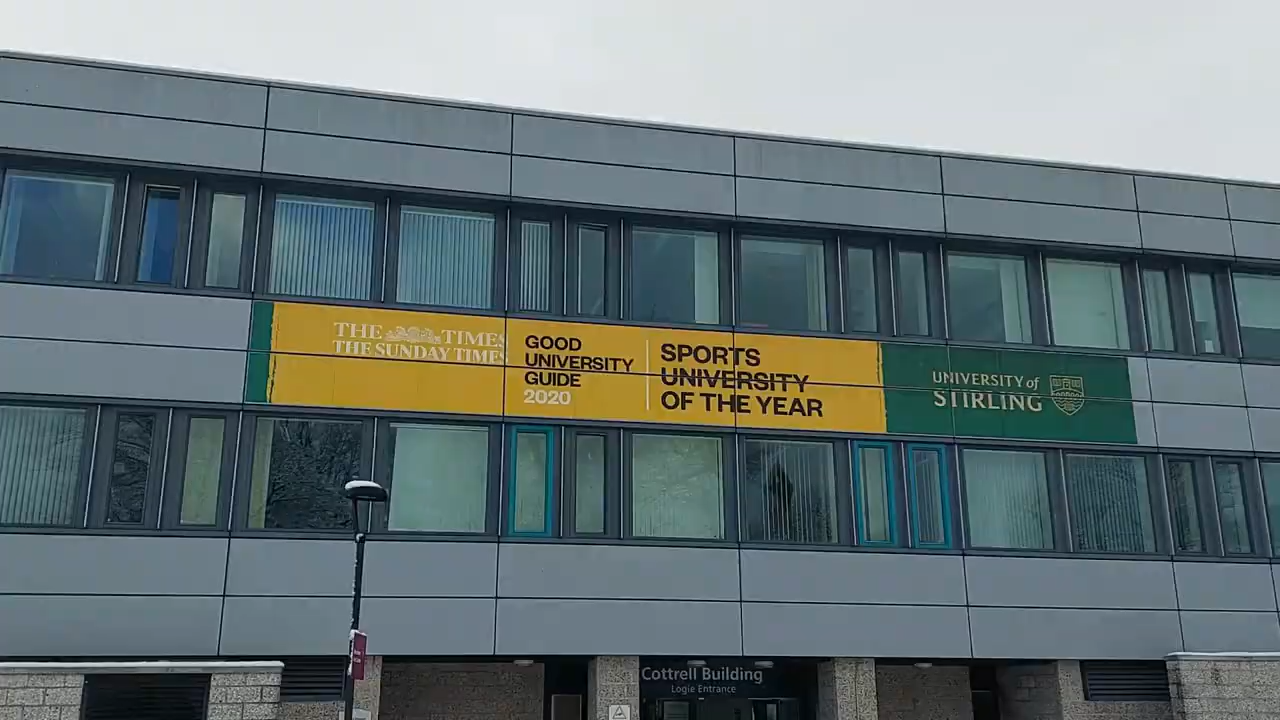 THE TIMES
THE SUNDAY TIMES
GOOD
UNIVERSITY
GUIDE
2020
SPORTS
UNIVERSITY
OF THE YEAR
UNIVERSITY of
STIRLING
Cottrell Building
Logie Entrance